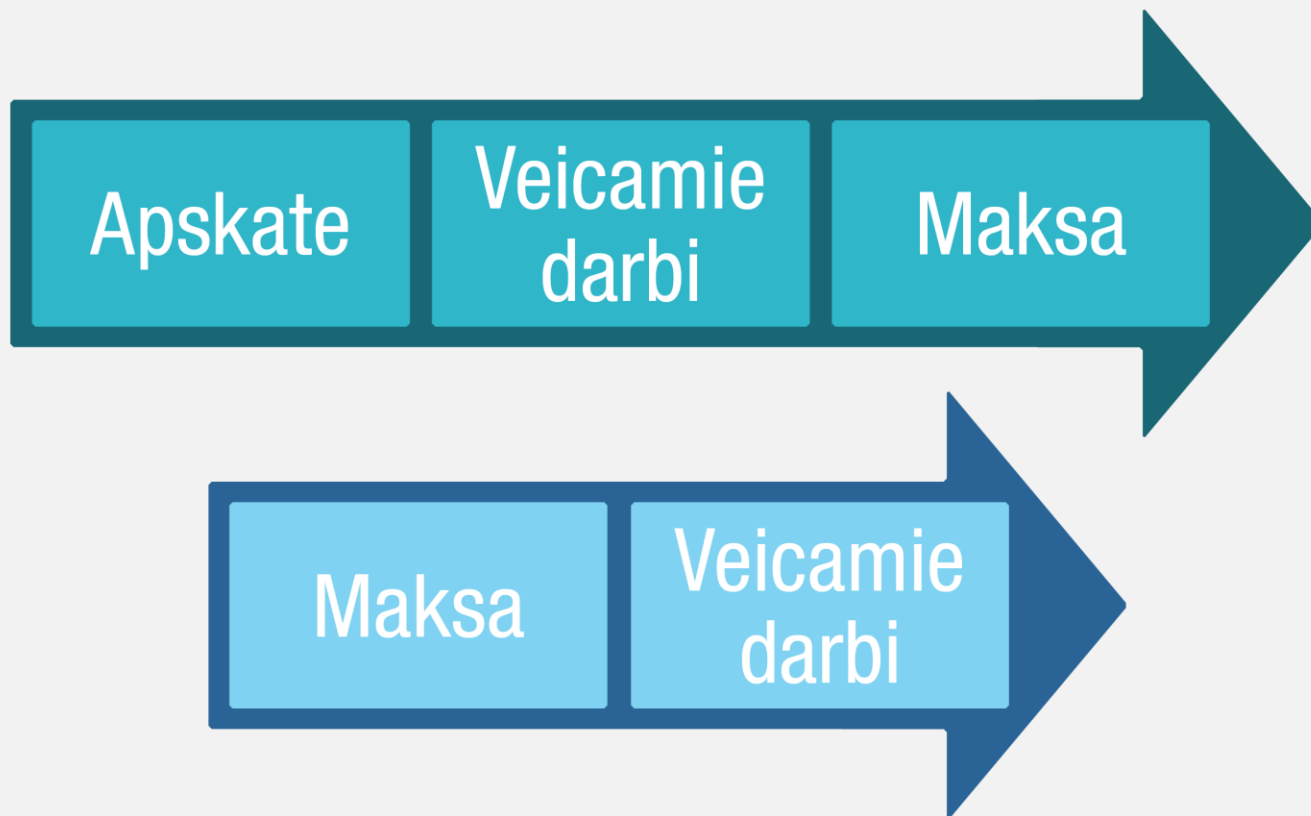 Apskate
Veicamie
darbi
Maksa
Maksa
Veicamie
darbi